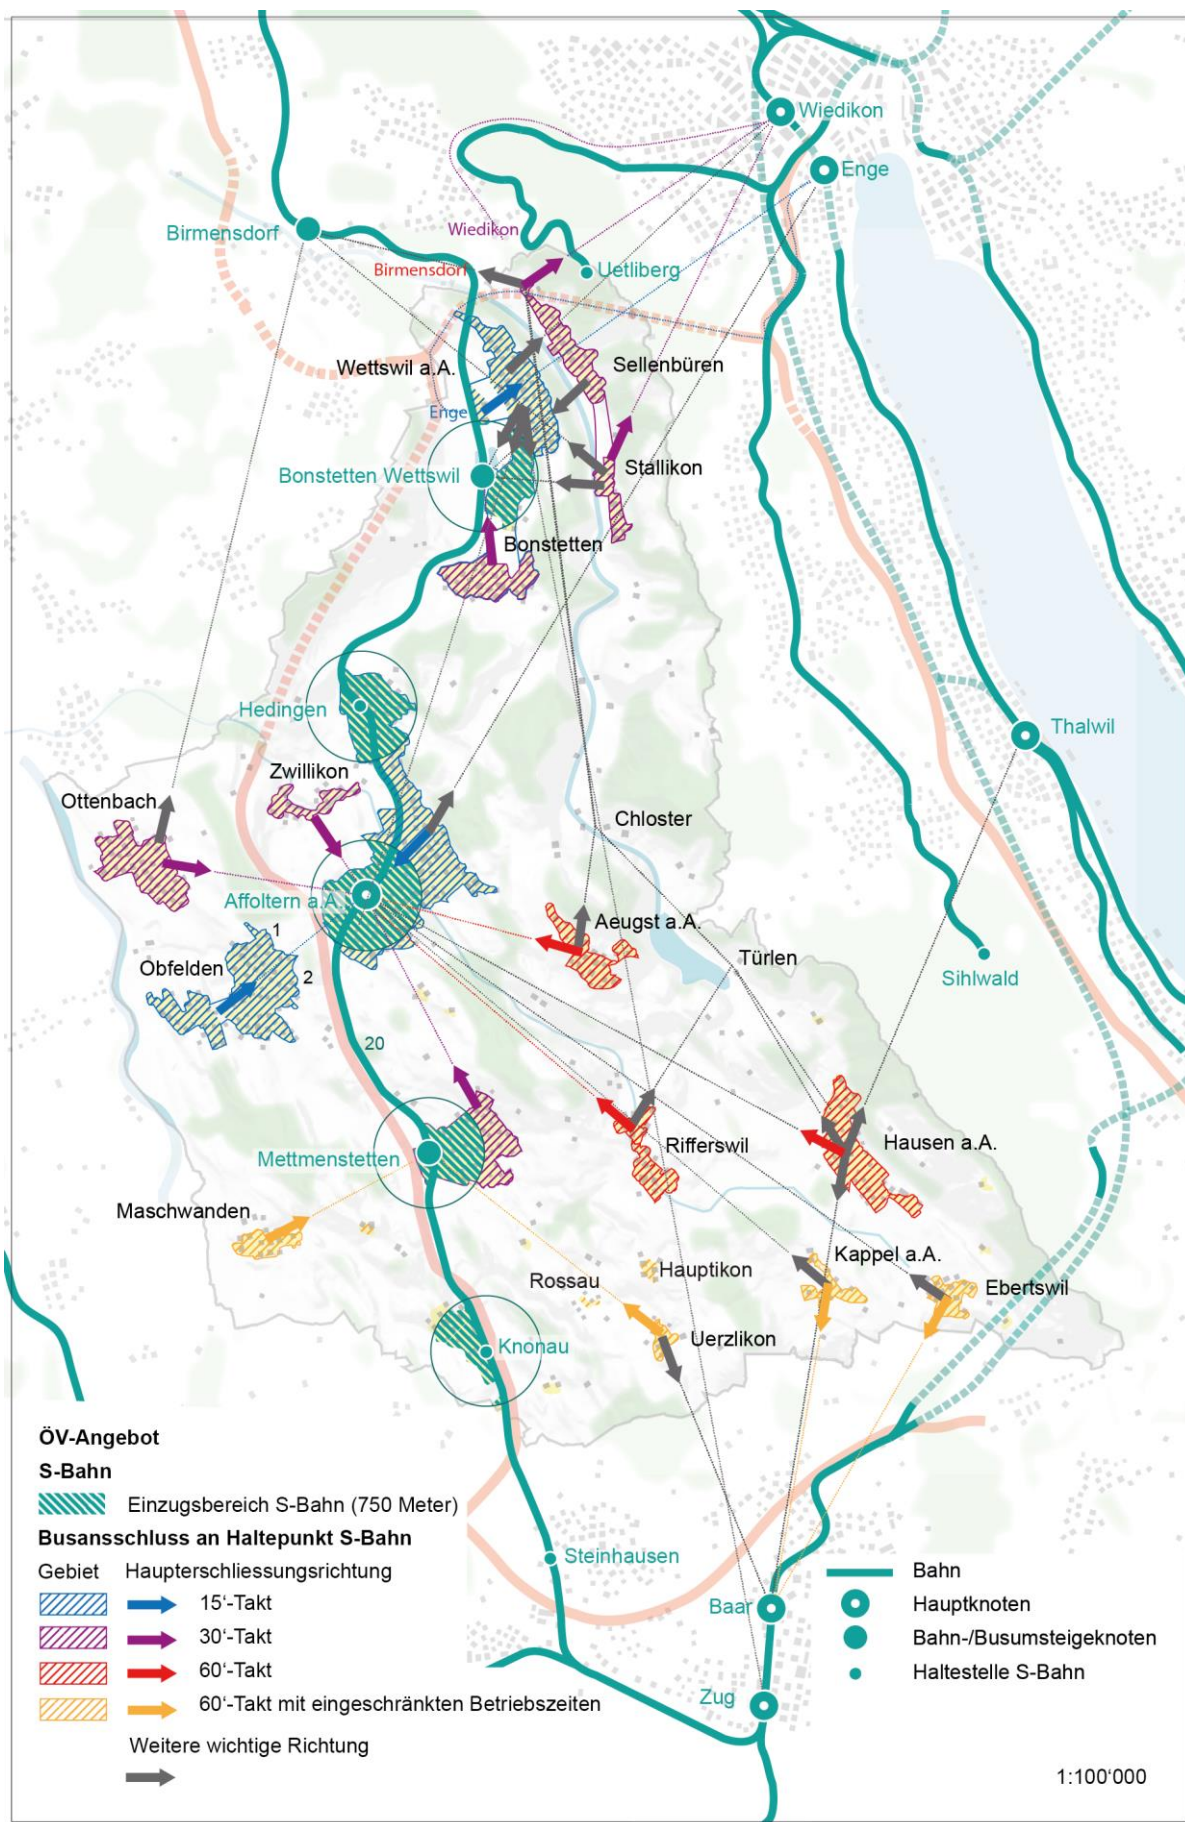 Wiedikon
Enge
Birmensdorf
Wiedikon
Birmensdorf
Uetliberg
Wettswil a.A.
Sellenbüren
Enge
Bonstetten Wettswil
Stallikon
Bonstetten
Hedingen
Thalwil
Zwillikon
Ottenbach
Chloster
Affoltern a.A.
Aeugst a.A.
1
Obfelden
2
Türlen
Sihlwald
20
Mettmenstetten
Rifferswil
Hausen a.A.
Maschwanden
Kappel a.A.
Rossau
Hauptikon
Ebertswil
Uerzlikon
Knonau
ÖV-Angebot
S-Bahn
Einzugsbereich S-Bahn (750 Meter)
Busansschluss an Haltepunkt S-Bahn
Gebiet Haupterschliessungsrichtung
15‘-Takt
30‘-Takt
60‘-Takt
60‘-Takt mit eingeschränkten Betriebszeiten
Weitere wichtige Richtung
Steinhausen
Baar
Zug
Bahn
Hauptknoten
Bahn-/Busumsteigeknoten
Haltestelle S-Bahn
1:100‘000